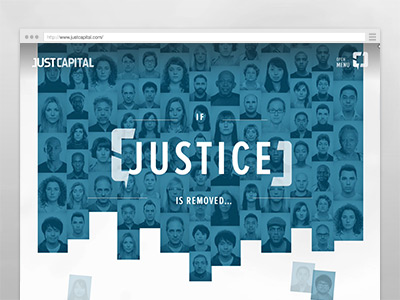 http://www.justcapital.com/
JUSTCAPITAL
OPEN
MENU
IF
[JUSTICE]
IS REMOVED...